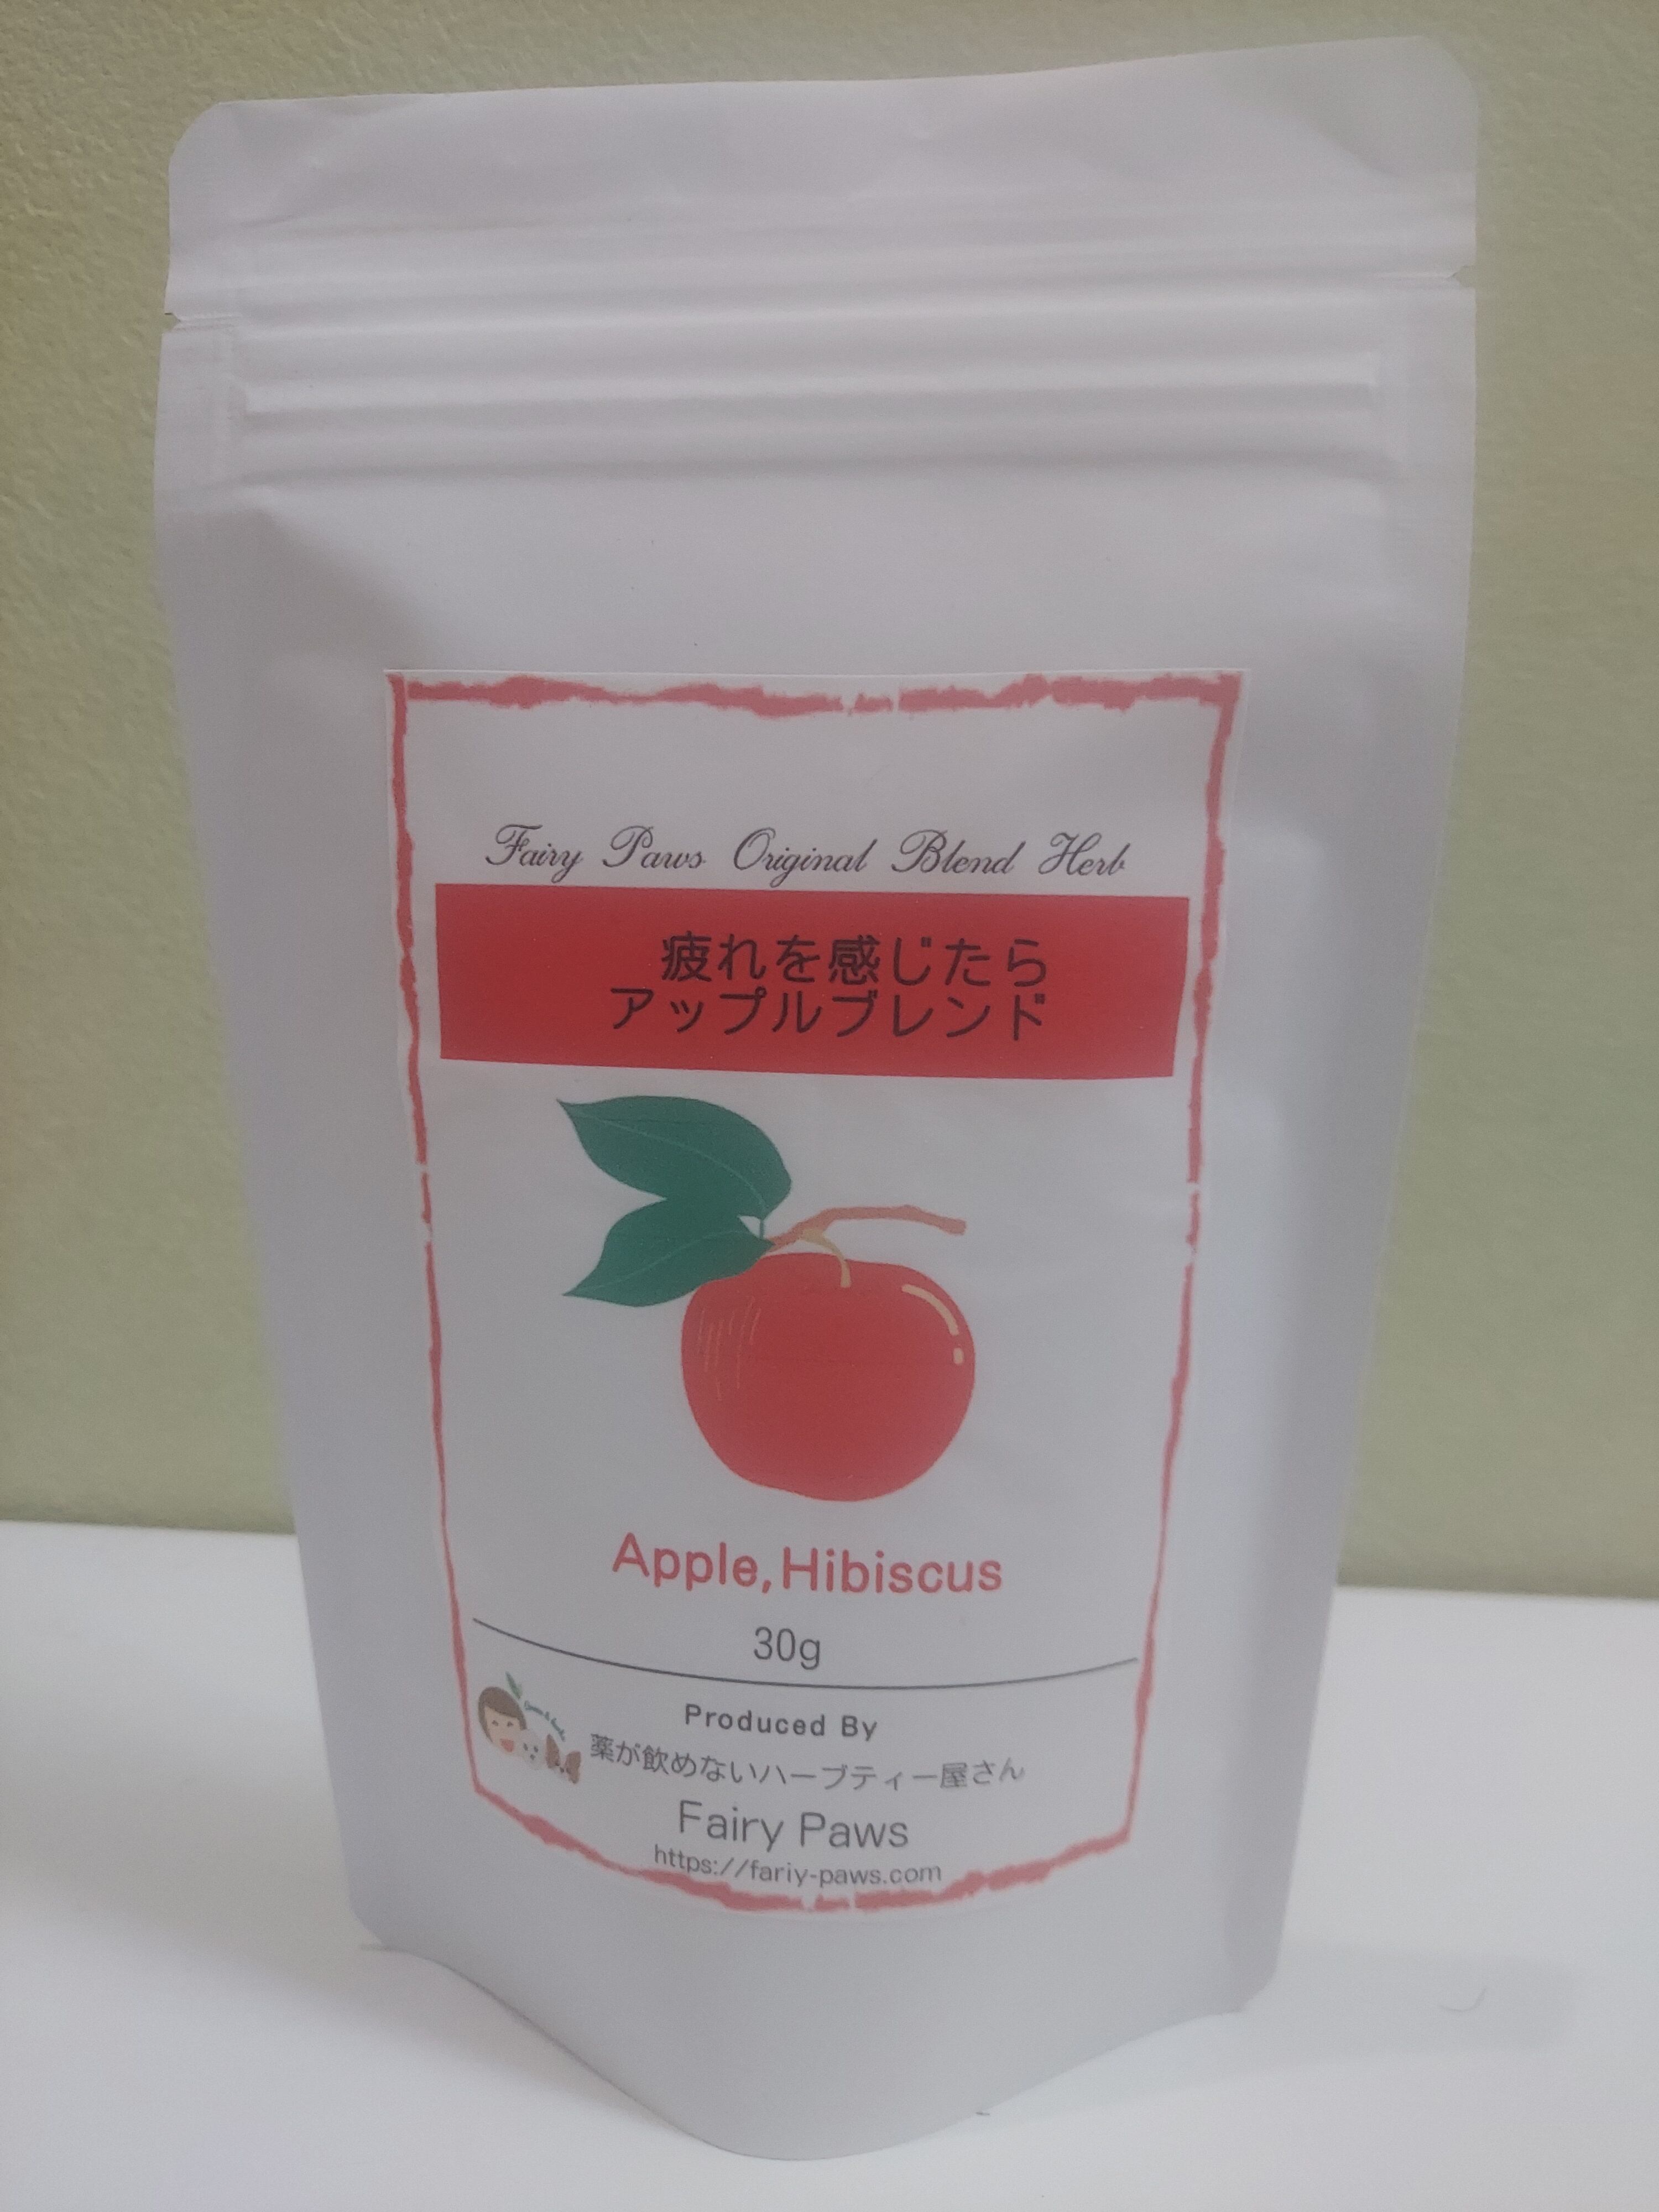 Fairy Paws Original Blend Herb
疲れを感じたら
アップルブレンド
Apple, Hibiscus
30g
Produced By
薬が飲めないハーブティー屋さん
Fairy Paws
https://fariy-paws.com